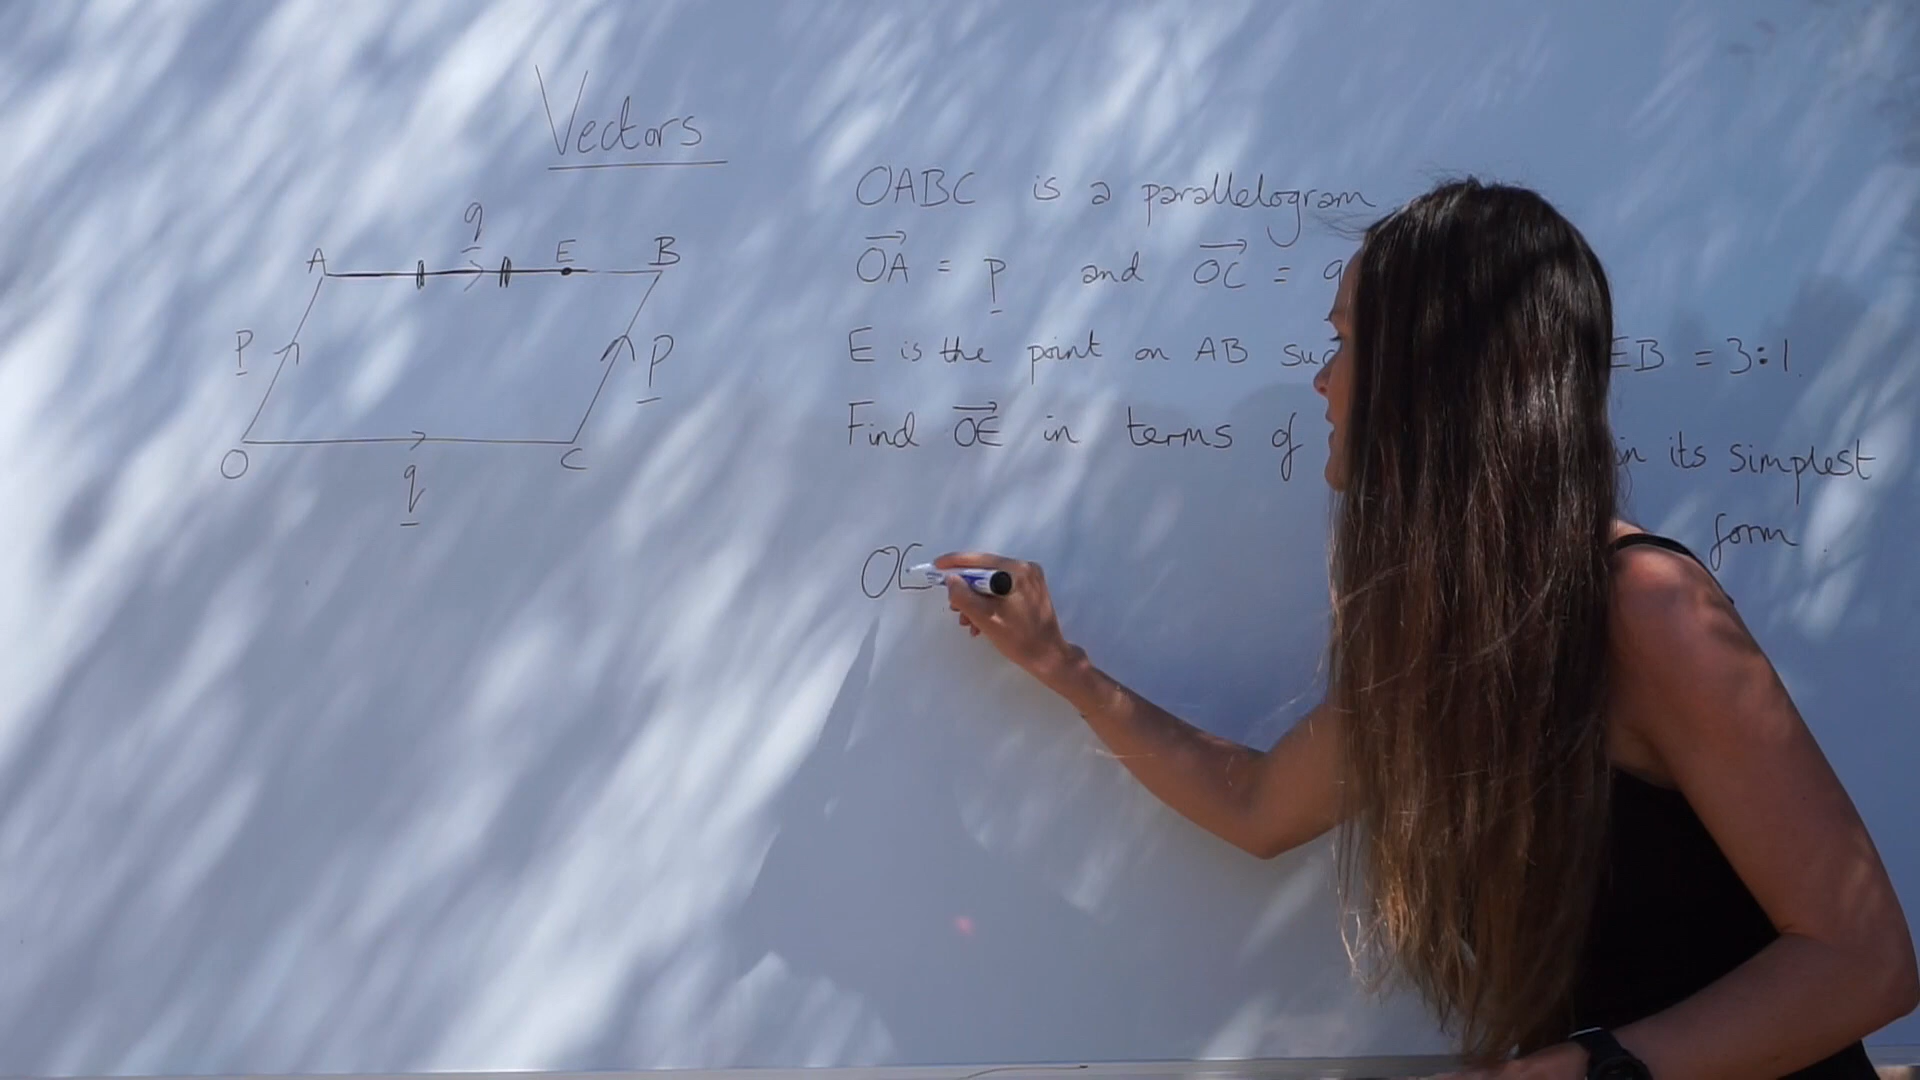 Vectors
q
A E B
p p
O C
q
OABC is a parallelogram
OA = p and OC = q
E is the point on AB EB = 3:1.
Find OE in terms of in its simplest
form.
OE